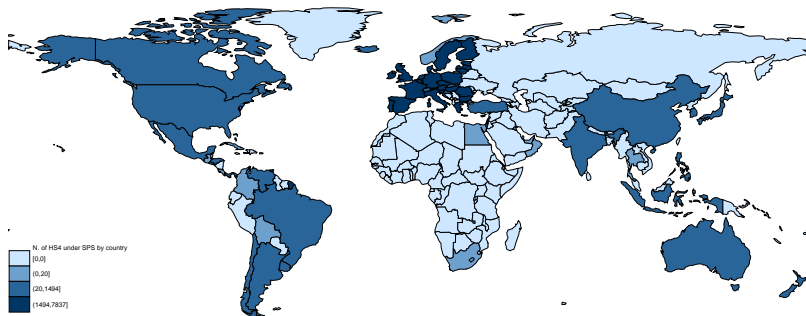 N. of HS4 under SPS by country
[0,0]
(0,20]
(20,1494]
(1494,7837]